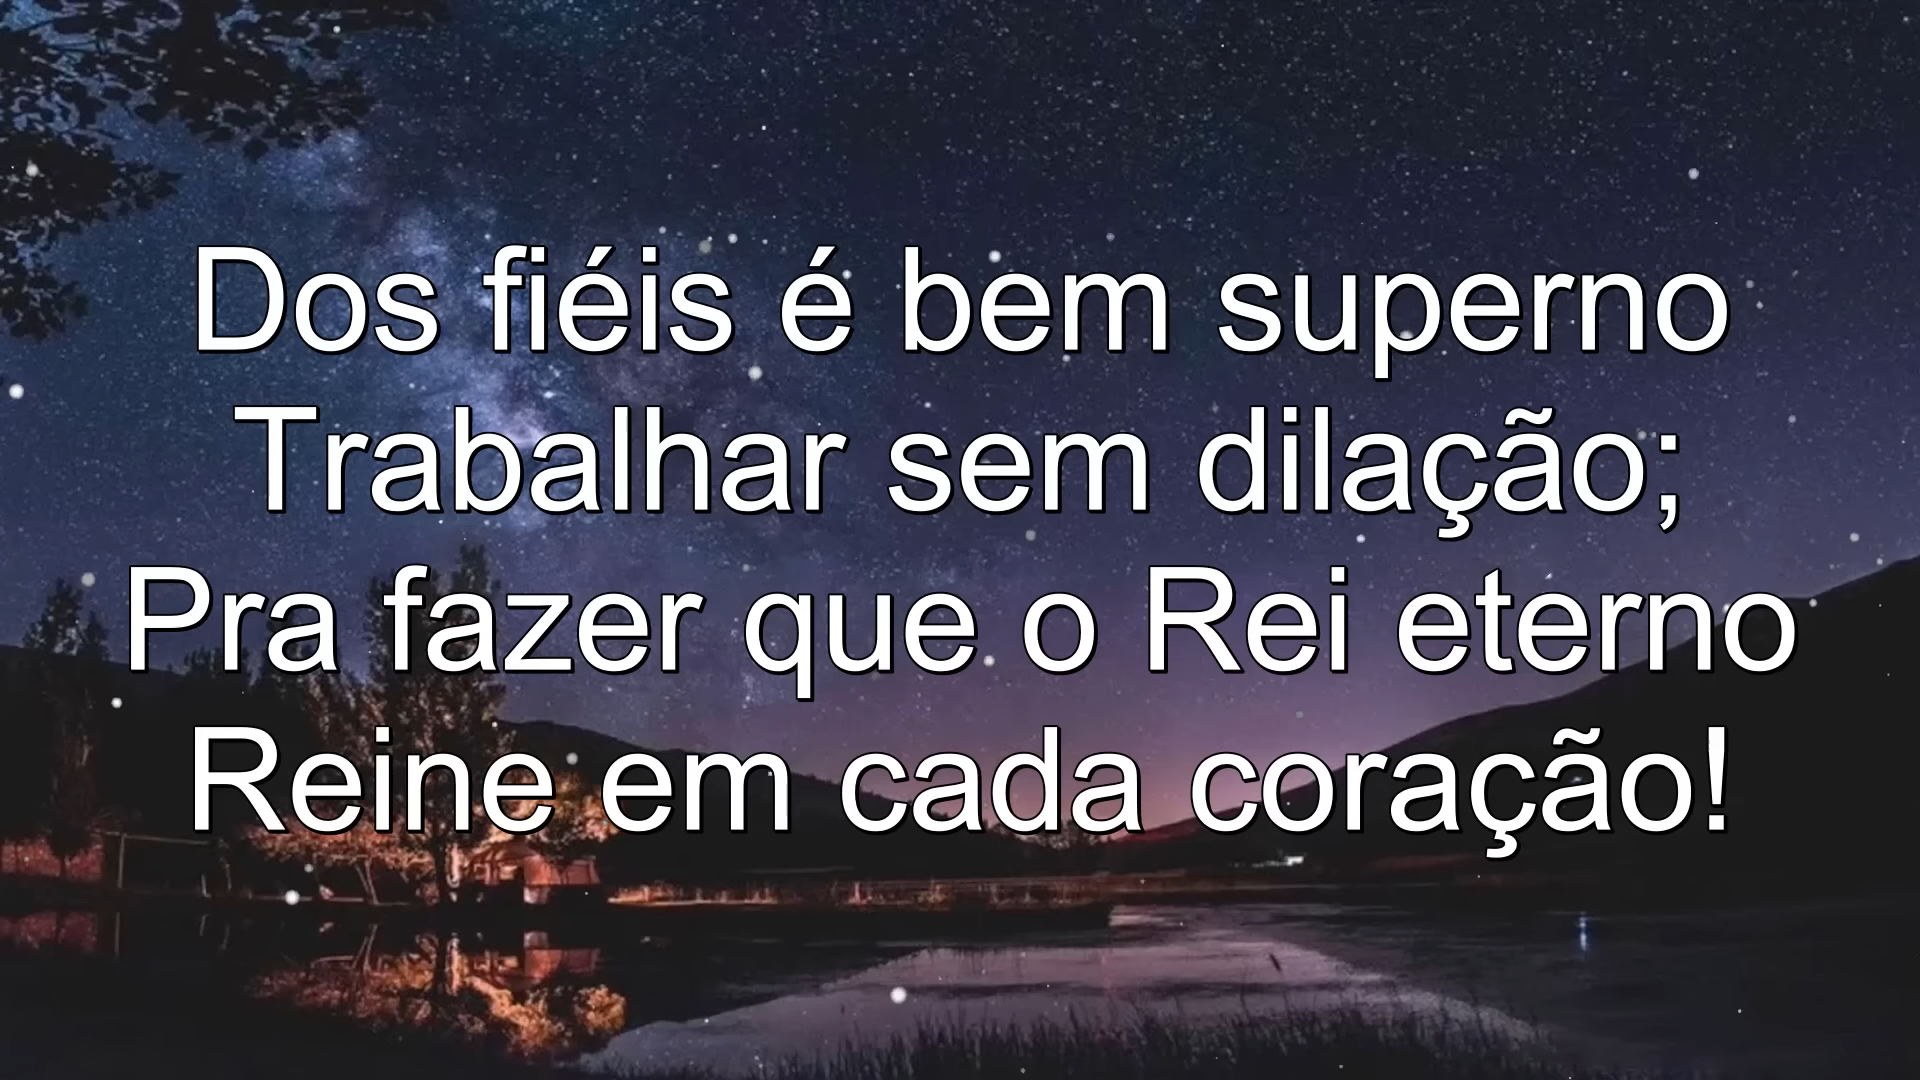 Dos fiéis é bem superno
Trabalhar sem dilação;
Pra fazer que o Rei eterno
Reine em cada coração!